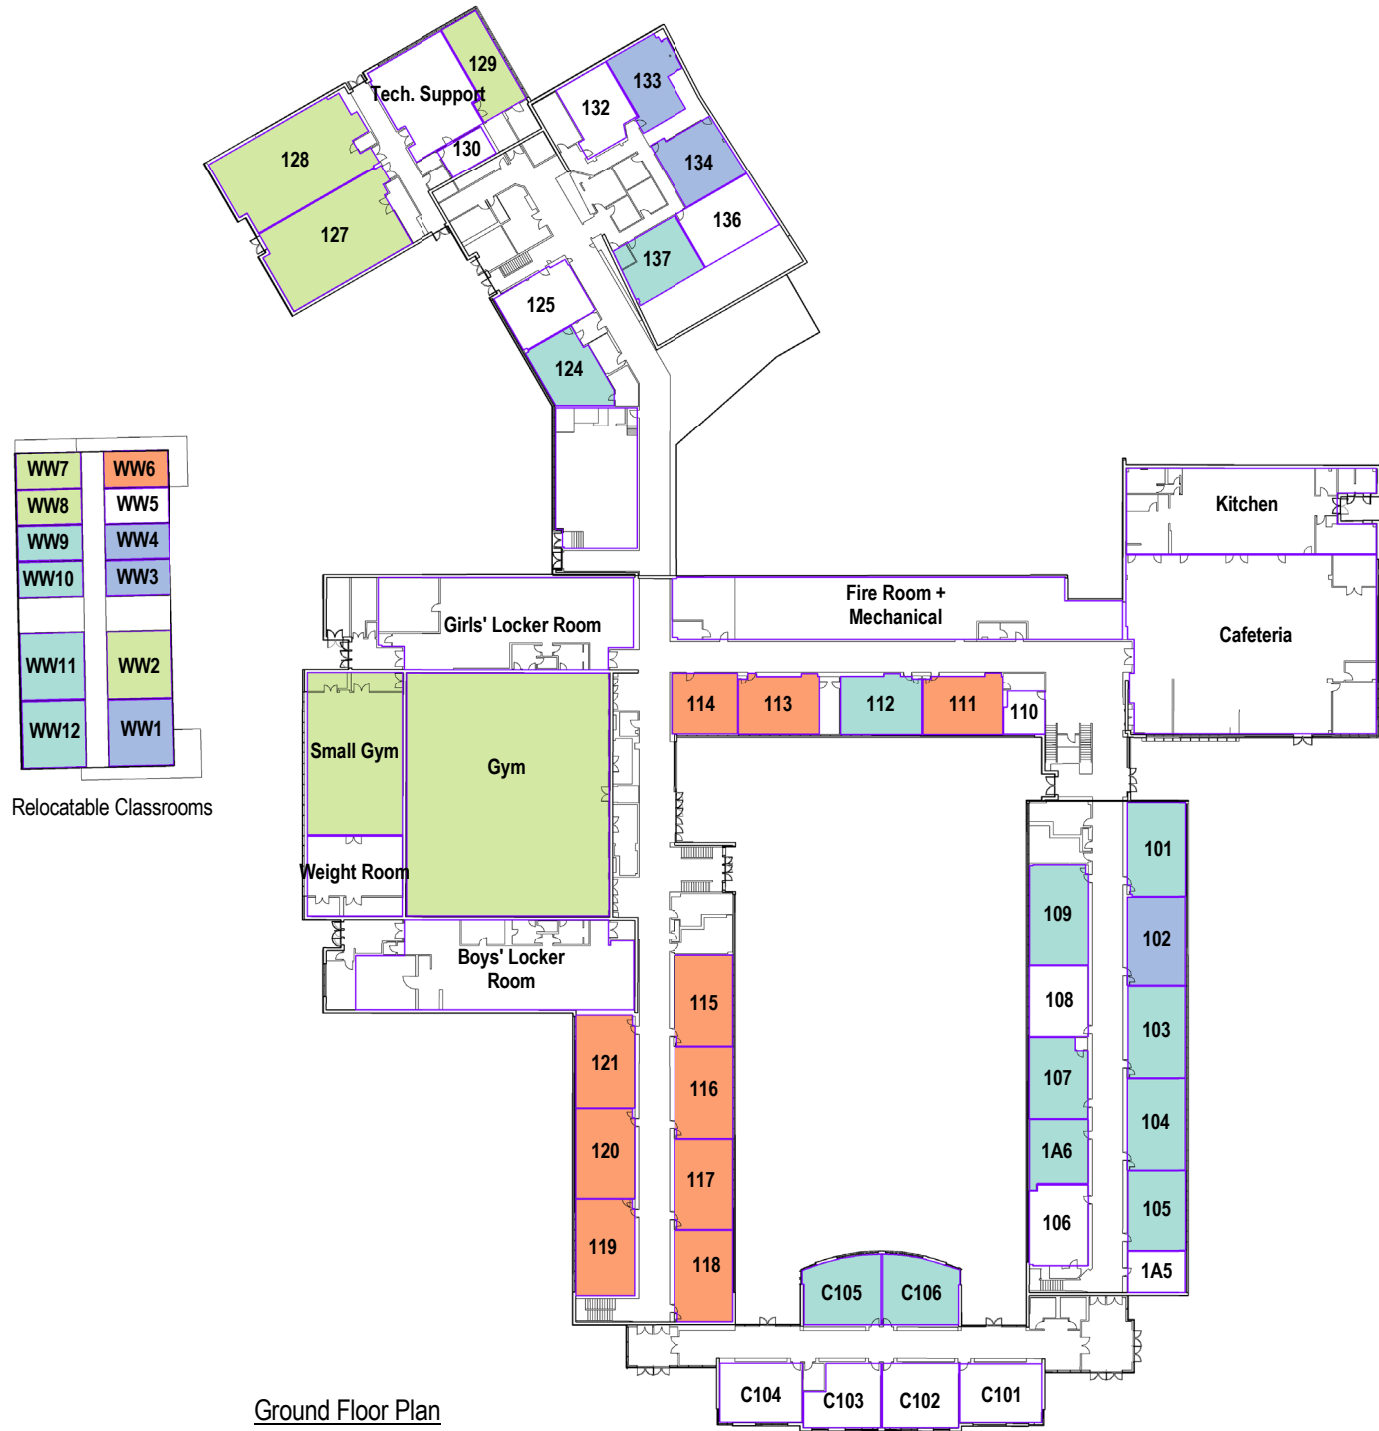 129
133
Tech. Support
132
128
130
134
136
127
137
125
124
WW7
WW6
WW8
WW5
WW9
WW4
WW10
WW3
WW11
WW2
WW12
WW1
Relocatable Classrooms
Kitchen
Fire Room +
Mechanical
Girls' Locker Room
Cafeteria
114
113
112
111
110
Small Gym
Gym
Weight Room
101
109
102
Boys' Locker
Room
108
115
103
121
107
116
104
120
1A6
117
105
106
119
118
1A5
C105
C106
C104
C103
C102
C101
Ground Floor Plan